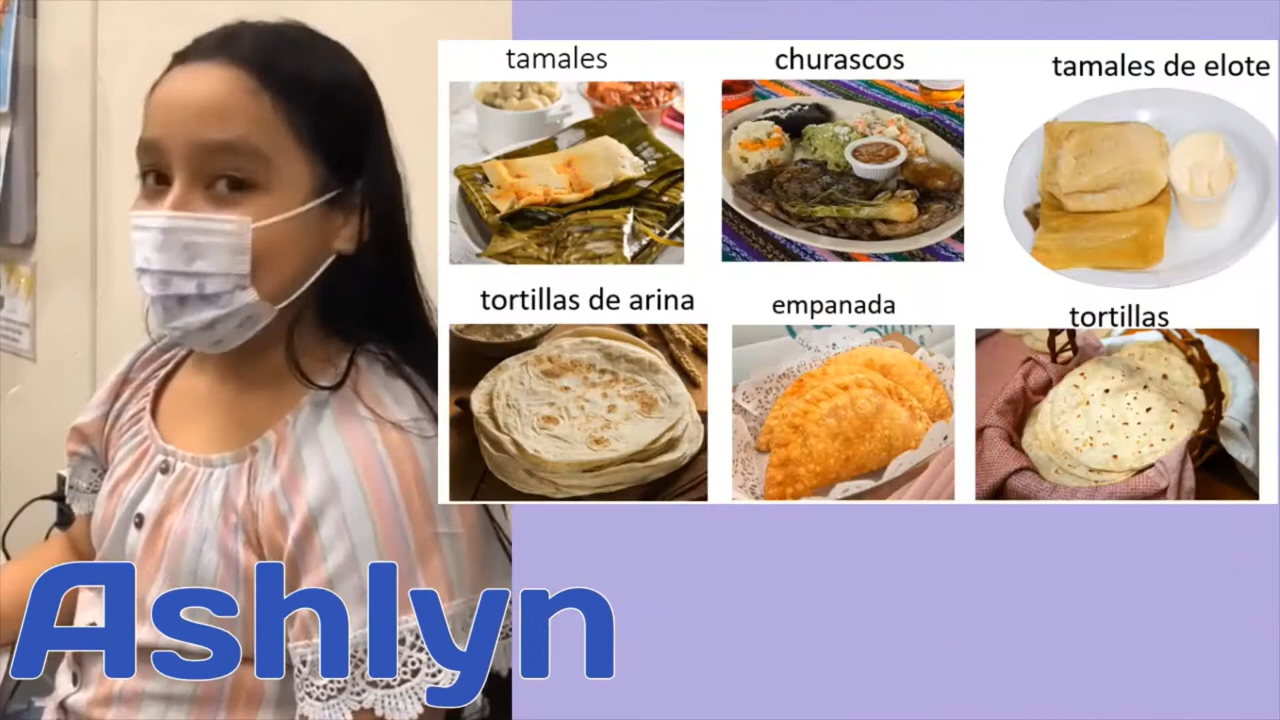 tamales
churascos
tamales de elote
tortillas de arina
empanada
tortillas
Ashlyn